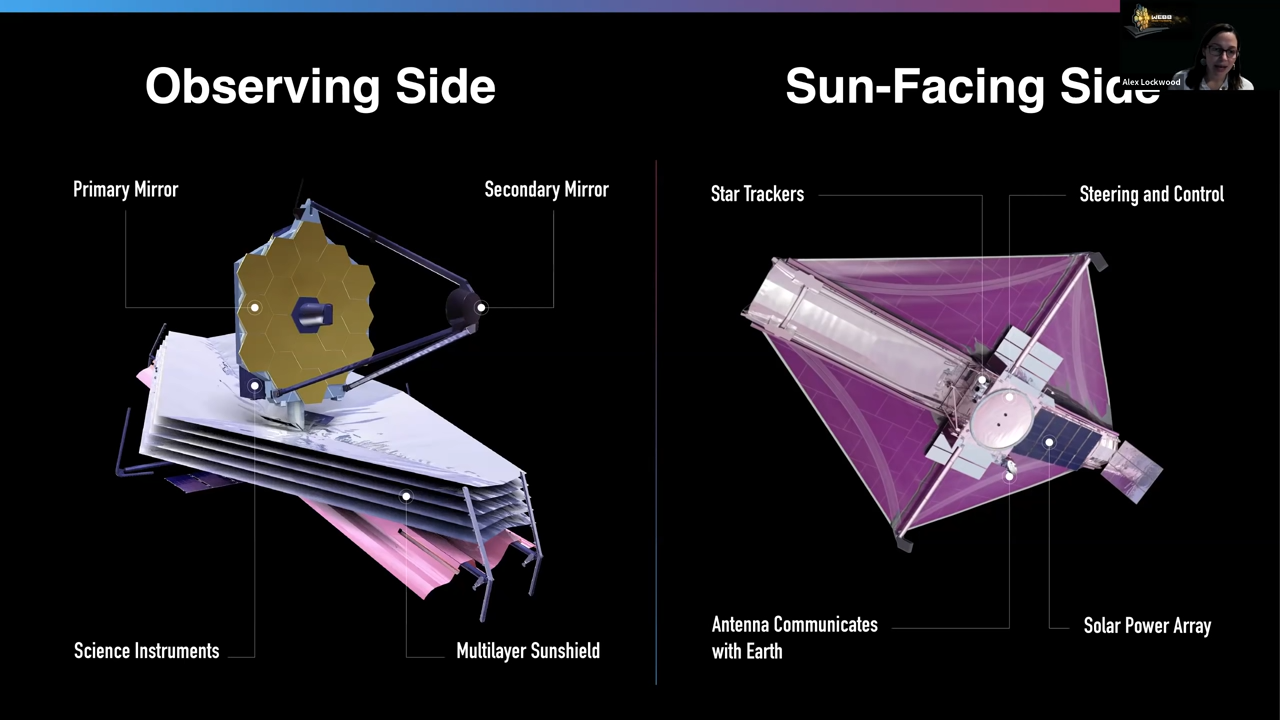 WEBB
Alex Lockwood
Observing Side
Sun-Facing Side
Primary Mirror
Secondary Mirror
Star Trackers
Steering and Control
Science Instruments
Multilayer Sunshield
Antenna Communicates
with Earth
Solar Power Array